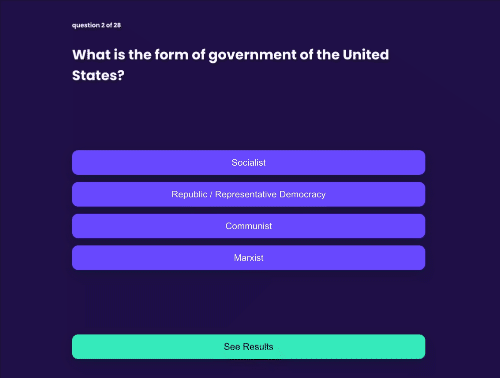 question 2 of 28
What is the form of government of the United
States?
Socialist
Republic / Representative Democracy
Communist
Marxist
See Results